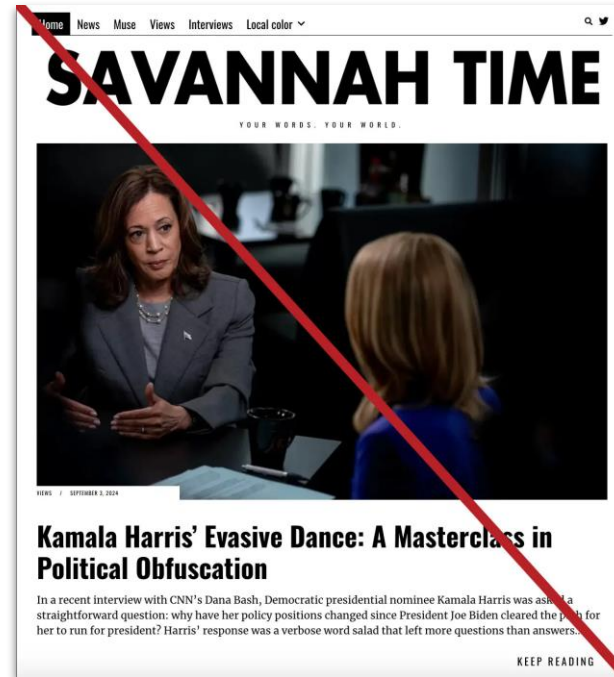 Home News Muse Views Interviews Local color
SAVANNAH TIME
YOUR WORDS. YOUR WORLD.
VIEWS / SEPTEMBER 3, 2024
Kamala Harris’ Evasive Dance: A Masterclass in
Political Obfuscation
In a recent interview with CNN’s Dana Bash, Democratic presidential nominee Kamala Harris was asked a
straightforward question: why have her policy positions changed since President Joe Biden cleared the path for
her to run for president? Harris’ response was a verbose word salad that left more questions than answers...
KEEP READING